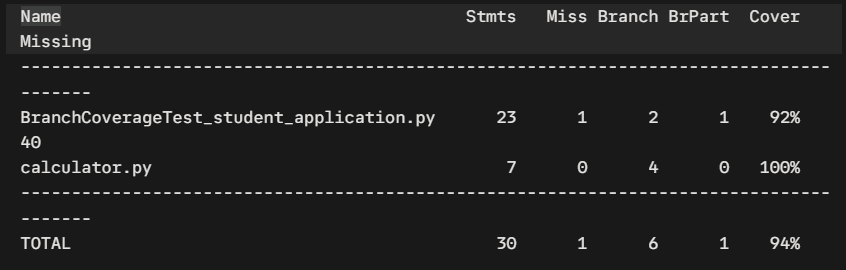 Name Stmts Miss Branch BrPart Cover
Missing
--------------------------------------------------------------------------------
-------
BranchCoverageTest_student_application.py 23 1 2 1 92%
40
calculator.py 7 0 4 0 100%
--------------------------------------------------------------------------------
-------
TOTAL 30 1 6 1 94%